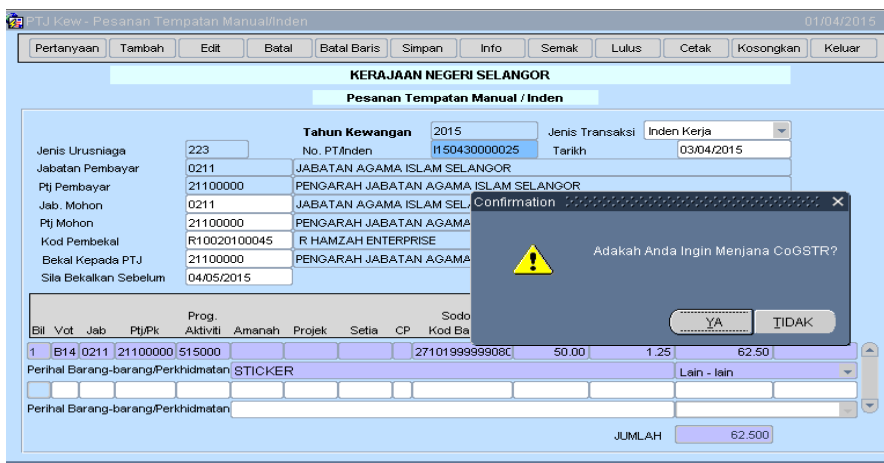 PTJ Kew - Pesanan Tempatan Manual/Inden 01/04/2015
Pertanyaan Tambah Edit Batal Batal Baris Simpan Info Semak Lulus Cetak Kosongkan Keluar
KERAJAAN NEGERI SELANGOR
Pesanan Tempatan Manual / Inden
Tahun Kewangan 2015 Jenis Transaksi Inden Kerja
Jenis Urusniaga 223 No. PT/Inden I150430000025 Tarikh 03/04/2015
Jabatan Pembayar 0211 JABATAN AGAMA ISLAM SELANGOR
Ptj Pembayar 21100000 PENGARAH JABATAN AGAMA ISLAM SELANGOR
Jab. Mohon 0211 JABATAN AGAMA ISLAM SEL
Ptj Mohon 21100000 PENGARAH JABATAN AGAMA
Kod Pembekal R10020100045 R HAMZAH ENTERPRISE
Bekal Kepada PTJ 21100000 PENGARAH JABATAN AGAMA
Sila Bekalkan Sebelum 04/05/2015
Confirmation
Adakah Anda Ingin Menjana CoGSTR?
YA TIDAK
Prog. Sodo
Bil Vot Jab Ptj/Pk Aktiviti Amanah Projek Setia CP Kod Ba
1 B14 0211 21100000 515000 27101999999080 50.00 1.25 62.50
Perihal Barang-barang/Perkhidmatan STICKER Lain - lain
Perihal Barang-barang/Perkhidmatan
JUMLAH 62.500